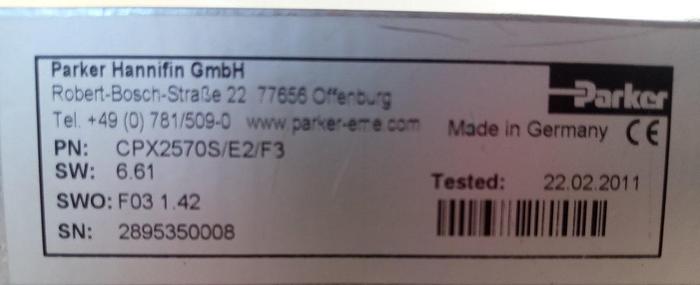 Parker Hannifin GmbH
Robert-Bosch-Straße 22 77656 Offenburg
Tel. +49 (0) 781/509-0 www.parker-eme.com
Parker
Made in Germany CE
PN: CPX2570S/E2/F3
SW: 6.61
Tested: 22.02.2011
SWO: F03 1.42
SN: 2895350008